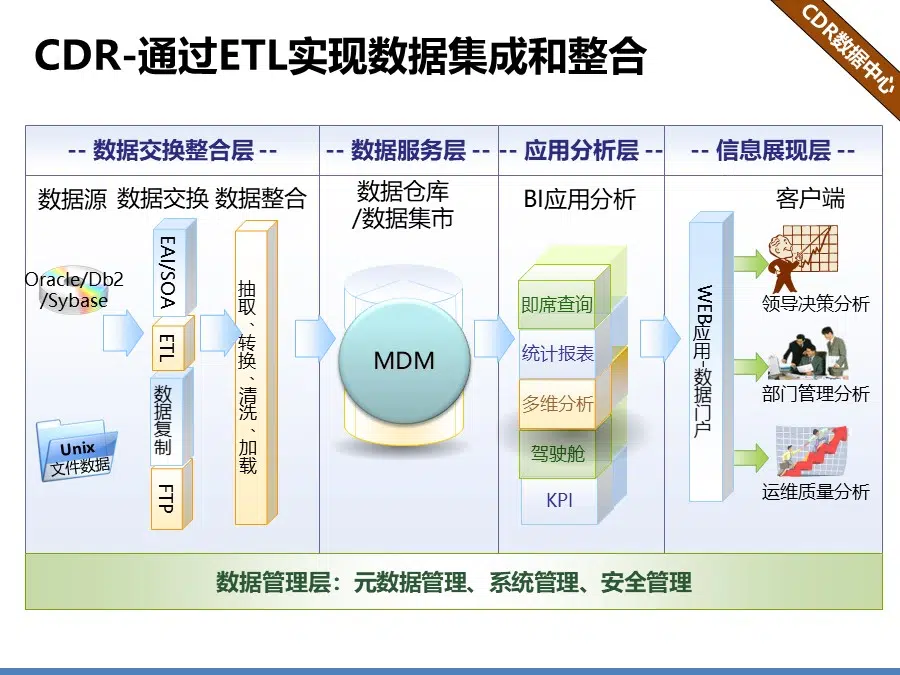 CDR-通过ETL实现数据集成和整合
CDR数据中心
-- 数据交换整合层 --
-- 数据服务层 --
-- 应用分析层 --
-- 信息展现层 --
数据源
数据交换
数据整合
数据仓库
/数据集市
BI应用分析
客户端
Oracle/Db2
/Sybase
Unix
文件数据
EAI/SOA
ETL
数据复制
FTP
抽取、转换、清洗、加载
MDM
即席查询
统计报表
多维分析
驾驶舱
KPI
WEB应用-数据门户
领导决策分析
部门管理分析
运维质量分析
数据管理层：元数据管理、系统管理、安全管理